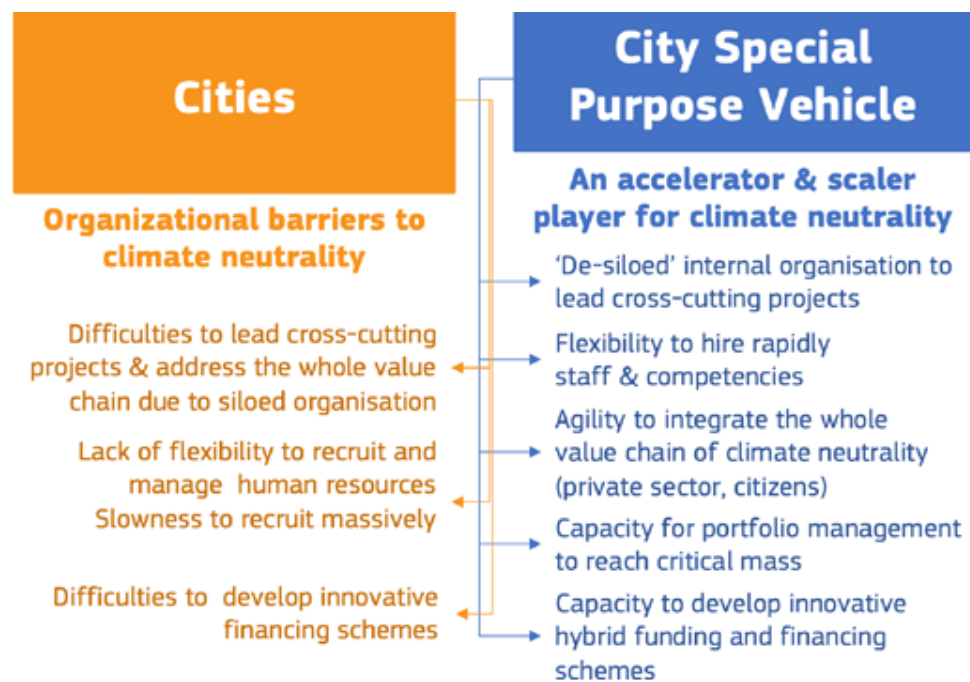 Cities
Organizational barriers to
climate neutrality
Difficulties to lead cross-cutting
projects & address the whole value
chain due to siloed organisation
Lack of flexibility to recruit and
manage human resources
Slowness to recruit massively
Difficulties to develop innovative
financing schemes
City Special
Purpose Vehicle
An accelerator & scaler
player for climate neutrality
‘De-siloed’ internal organisation to
lead cross-cutting projects
Flexibility to hire rapidly
staff & competencies
Agility to integrate the whole
value chain of climate neutrality
(private sector, citizens)
Capacity for portfolio management
to reach critical mass
Capacity to develop innovative
hybrid funding and financing
schemes